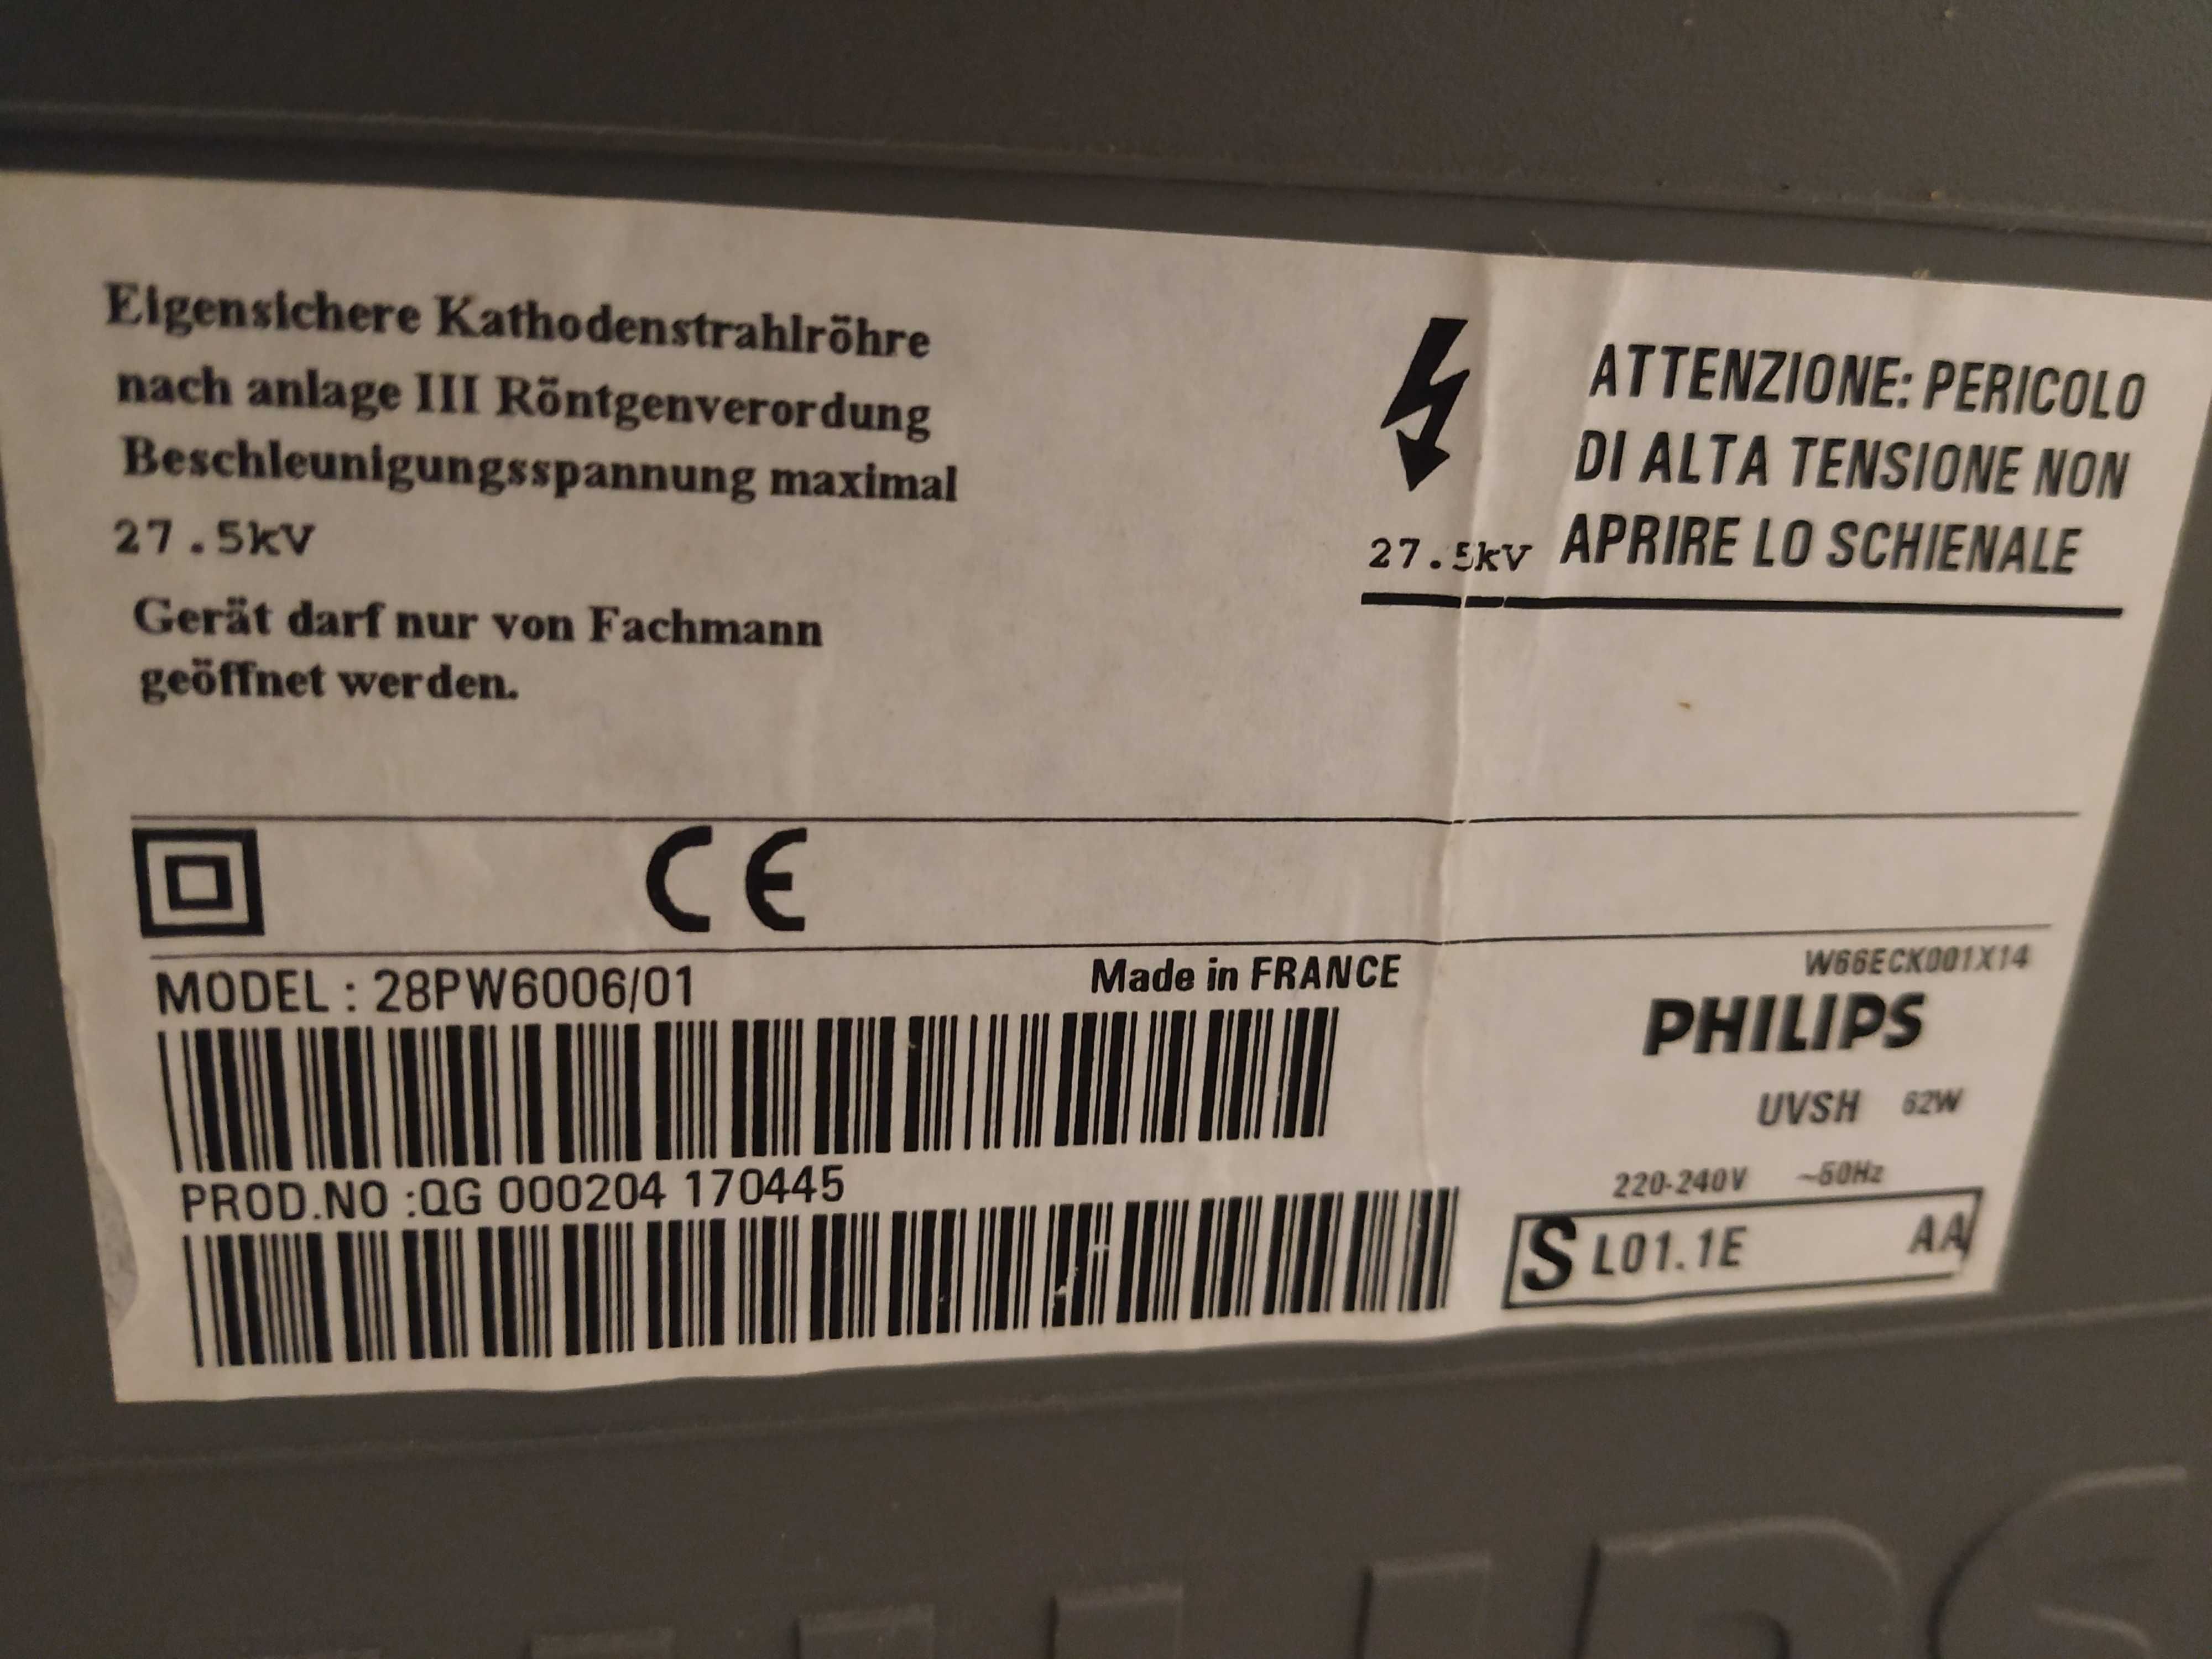 Eigensichere Kathodenstrahlröhre
nach anlage III Röntgenverordung
Beschleunigungsspannung maximal
27.5kV
Gerät darf nur von Fachmann
geöffnet werden.
ATTENZIONE: PERICOLO
DI ALTA TENSIONE NON
27.5kV APRIRE LO SCHIENALE
CE
MODEL : 28PW6006/01
Made in FRANCE
W66ECK001X14
PHILIPS
UVSH 62W
PROD.NO :QG 000204 170445
220-240V ~50Hz
S L01.1E AA
PHILIPS